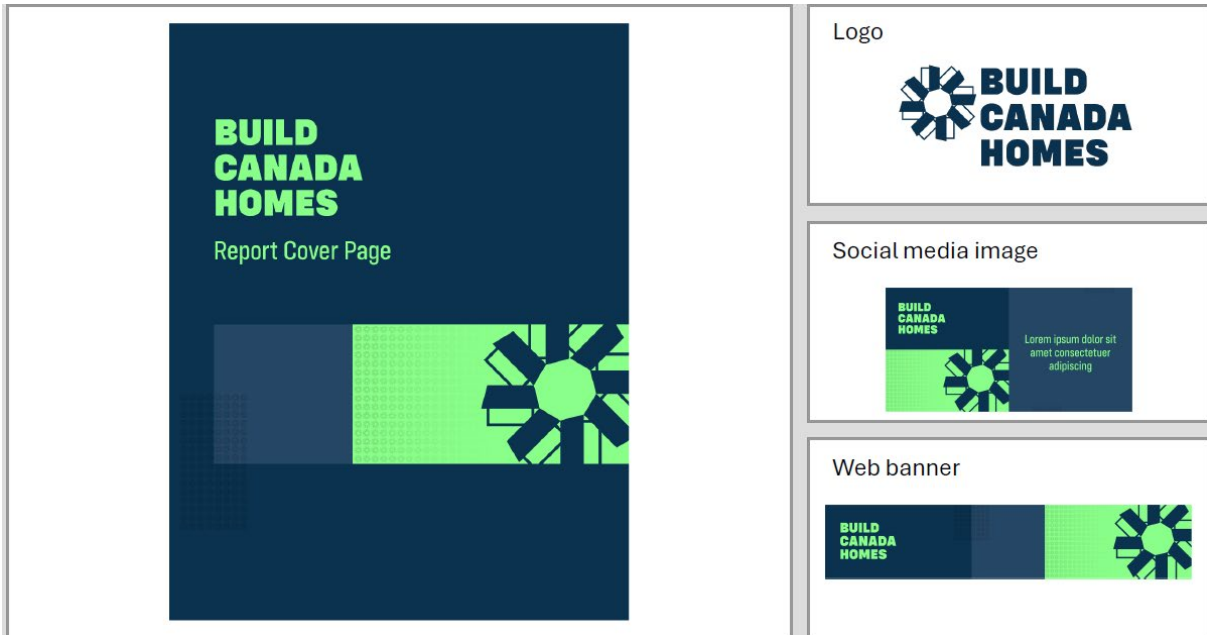 BUILD
CANADA
HOMES
Report Cover Page
Logo
BUILD
CANADA
HOMES
Social media image
BUILD
CANADA
HOMES
Lorem ipsum dolor sit
amet consectetuer
adipiscing
Web banner
BUILD
CANADA
HOMES